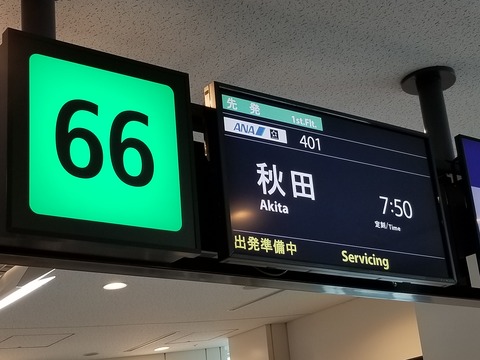 66
先発 1st.Flt.
ANA 401
秋田
Akita
7:50
定刻/Time
出発準備中 Servicing